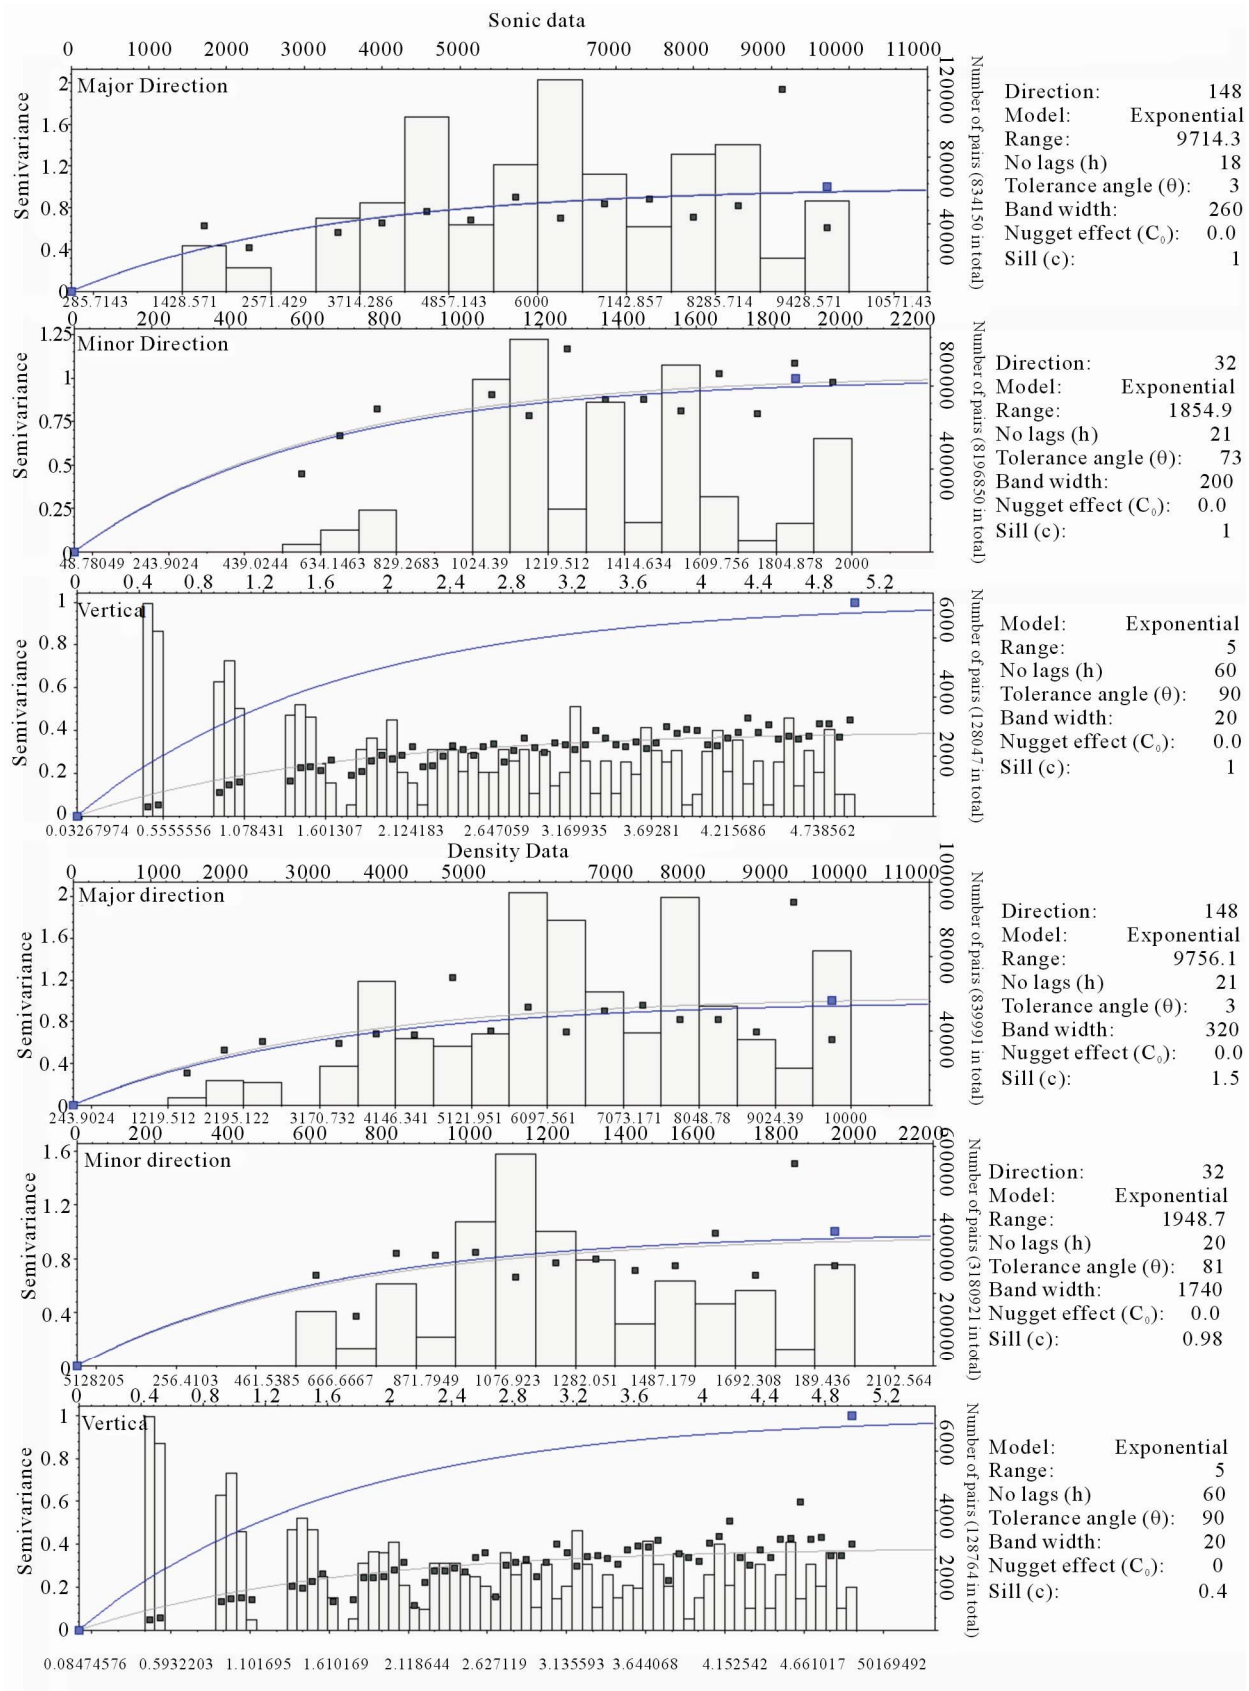 Sonic data
0 1000 2000 3000 4000 5000 7000 8000 9000 10000 11000
Major Direction
Semivariance
2
1.6
1.2
0.8
0.4
0
120000
80000
40000
Number of pairs (834150 in total)
285.7143 1428.571 2571.429 3714.286 4857.143 6000 7142.857 8285.714 9428.571 10571.43
Direction: 148
Model: Exponential
Range: 9714.3
No lags (h) 18
Tolerance angle (θ): 3
Band width: 260
Nugget effect (C₀): 0.0
Sill (c): 1
0 200 400 600 800 1000 1200 1400 1600 1800 2000 2200
Minor Direction
Semivariance
1.25
1
0.75
0.5
0.25
0
800000
400000
Number of pairs (8196850 in total)
48.78049 243.9024 439.0244 634.1463 829.2683 1024.39 1219.512 1414.634 1609.756 1804.878 2000
Direction: 32
Model: Exponential
Range: 1854.9
No lags (h) 21
Tolerance angle (θ): 73
Band width: 200
Nugget effect (C₀): 0.0
Sill (c): 1
0 0.4 0.8 1.2 1.6 2 2.4 2.8 3.2 3.6 4 4.4 4.8 5.2
Vertica
Semivariance
1
0.8
0.6
0.4
0.2
0
6000
4000
2000
Number of pairs (128047 in total)
0.03267974 0.5555556 1.078431 1.601307 2.124183 2.647059 3.169935 3.69281 4.215686 4.738562
Model: Exponential
Range: 5
No lags (h) 60
Tolerance angle (θ): 90
Band width: 20
Nugget effect (C₀): 0.0
Sill (c): 1
Density Data
0 1000 2000 3000 4000 5000 7000 8000 9000 10000 11000
Major direction
Semivariance
2
1.6
1.2
0.8
0.4
0
100000
80000
40000
Number of pairs (839991 in total)
243.9024 1219.512 2195.122 3170.732 4146.341 5121.951 6097.561 7073.171 8048.78 9024.39 10000
Direction: 148
Model: Exponential
Range: 9756.1
No lags (h) 21
Tolerance angle (θ): 3
Band width: 320
Nugget effect (C₀): 0.0
Sill (c): 1.5
0 200 400 600 800 1000 1200 1400 1600 1800 2000 2200
Minor direction
Semivariance
1.6
1.2
0.8
0.4
0
600000
400000
200000
Number of pairs (3180921 in total)
5128205 256.4103 461.5385 666.6667 871.7949 1076.923 1282.051 1487.179 1692.308 189.436 2102.564
Direction: 32
Model: Exponential
Range: 1948.7
No lags (h) 20
Tolerance angle (θ): 81
Band width: 1740
Nugget effect (C₀): 0.0
Sill (c): 0.98
0 0.4 0.8 1.2 1.6 2 2.4 2.8 3.2 3.6 4 4.4 4.8 5.2
Vertica
Semivariance
1
0.8
0.6
0.4
0.2
0
6000
4000
2000
Number of pairs (128764 in total)
0.08474576 0.5932203 1.101695 1.610169 2.118644 2.627119 3.135593 3.644068 4.152542 4.661017 50169492
Model: Exponential
Range: 5
No lags (h) 60
Tolerance angle (θ): 90
Band width: 20
Nugget effect (C₀): 0
Sill (c): 0.4